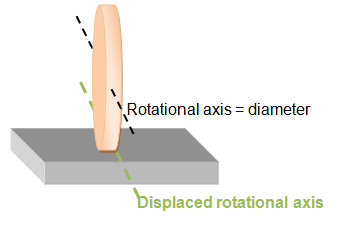 Rotational axis = diameter
Displaced rotational axis